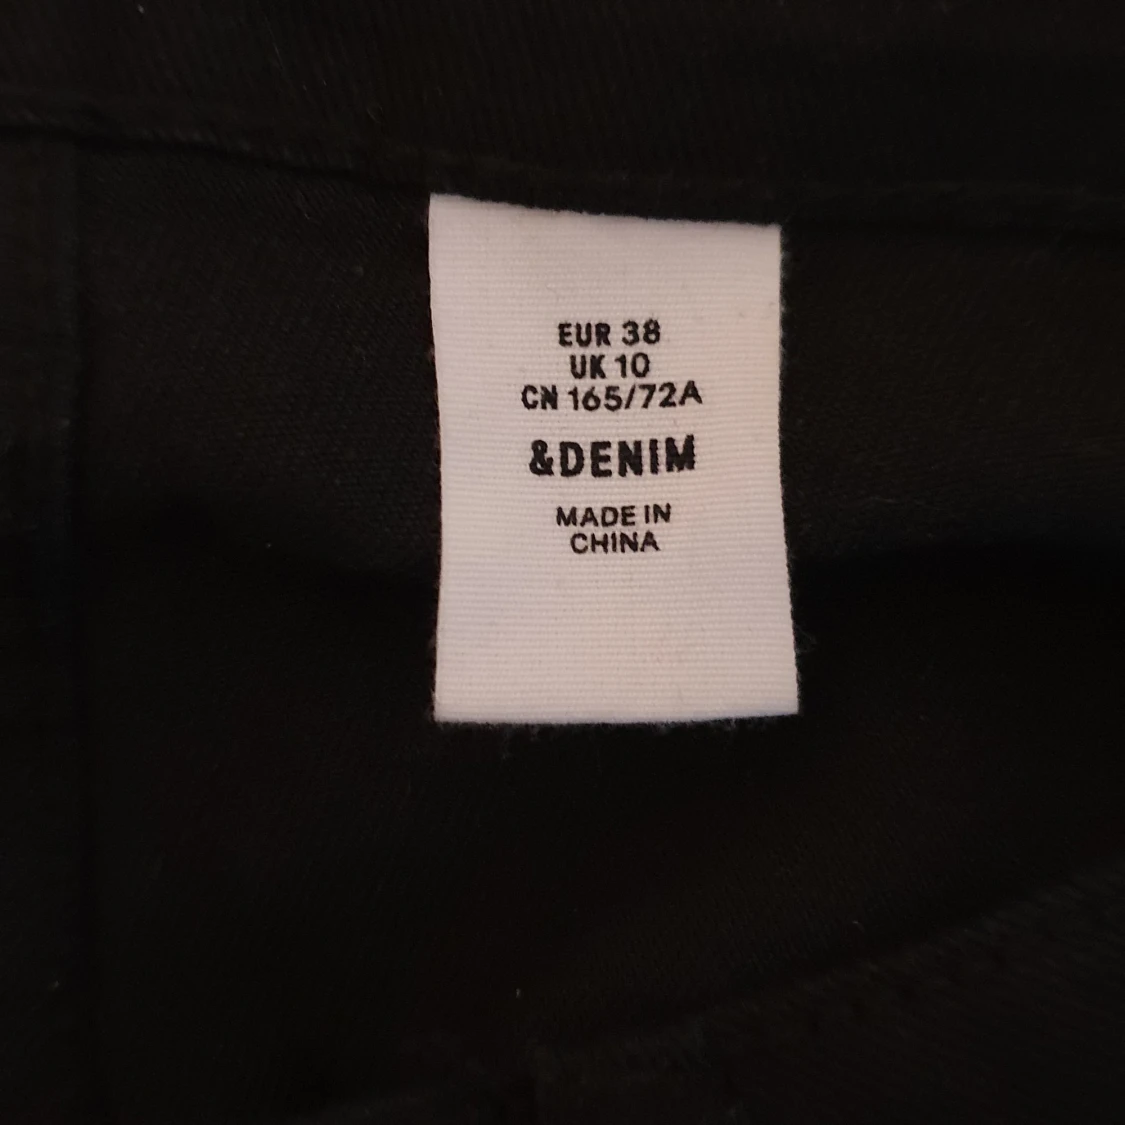 EUR 38
UK 10
CN 165/72A
&DENIM
MADE IN
CHINA